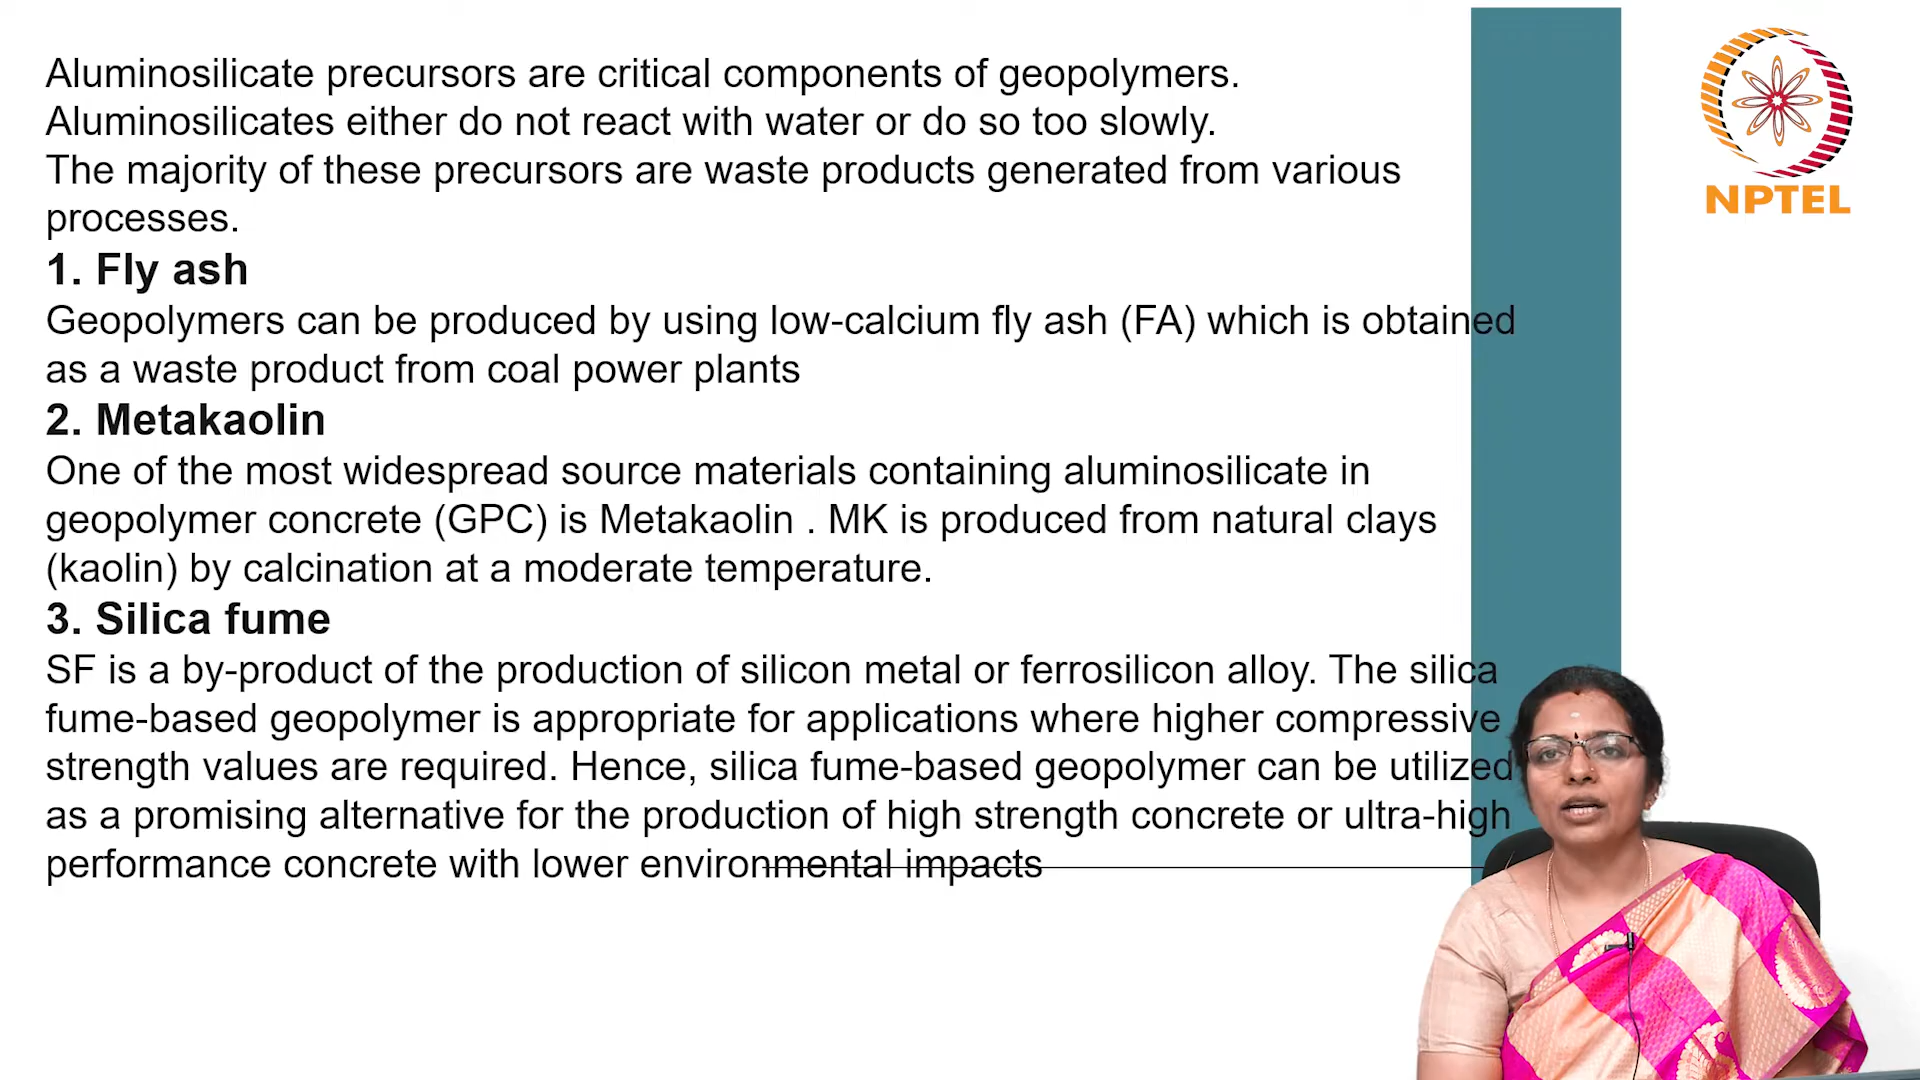 Aluminosilicate precursors are critical components of geopolymers.
Aluminosilicates either do not react with water or do so too slowly.
The majority of these precursors are waste products generated from various
processes.
1. Fly ash
Geopolymers can be produced by using low-calcium fly ash (FA) which is obtained
as a waste product from coal power plants
2. Metakaolin
One of the most widespread source materials containing aluminosilicate in
geopolymer concrete (GPC) is Metakaolin . MK is produced from natural clays
(kaolin) by calcination at a moderate temperature.
3. Silica fume
SF is a by-product of the production of silicon metal or ferrosilicon alloy. The silica
fume-based geopolymer is appropriate for applications where higher compressive
strength values are required. Hence, silica fume-based geopolymer can be utilized
as a promising alternative for the production of high strength concrete or ultra-high
performance concrete with lower environmental impacts
NPTEL